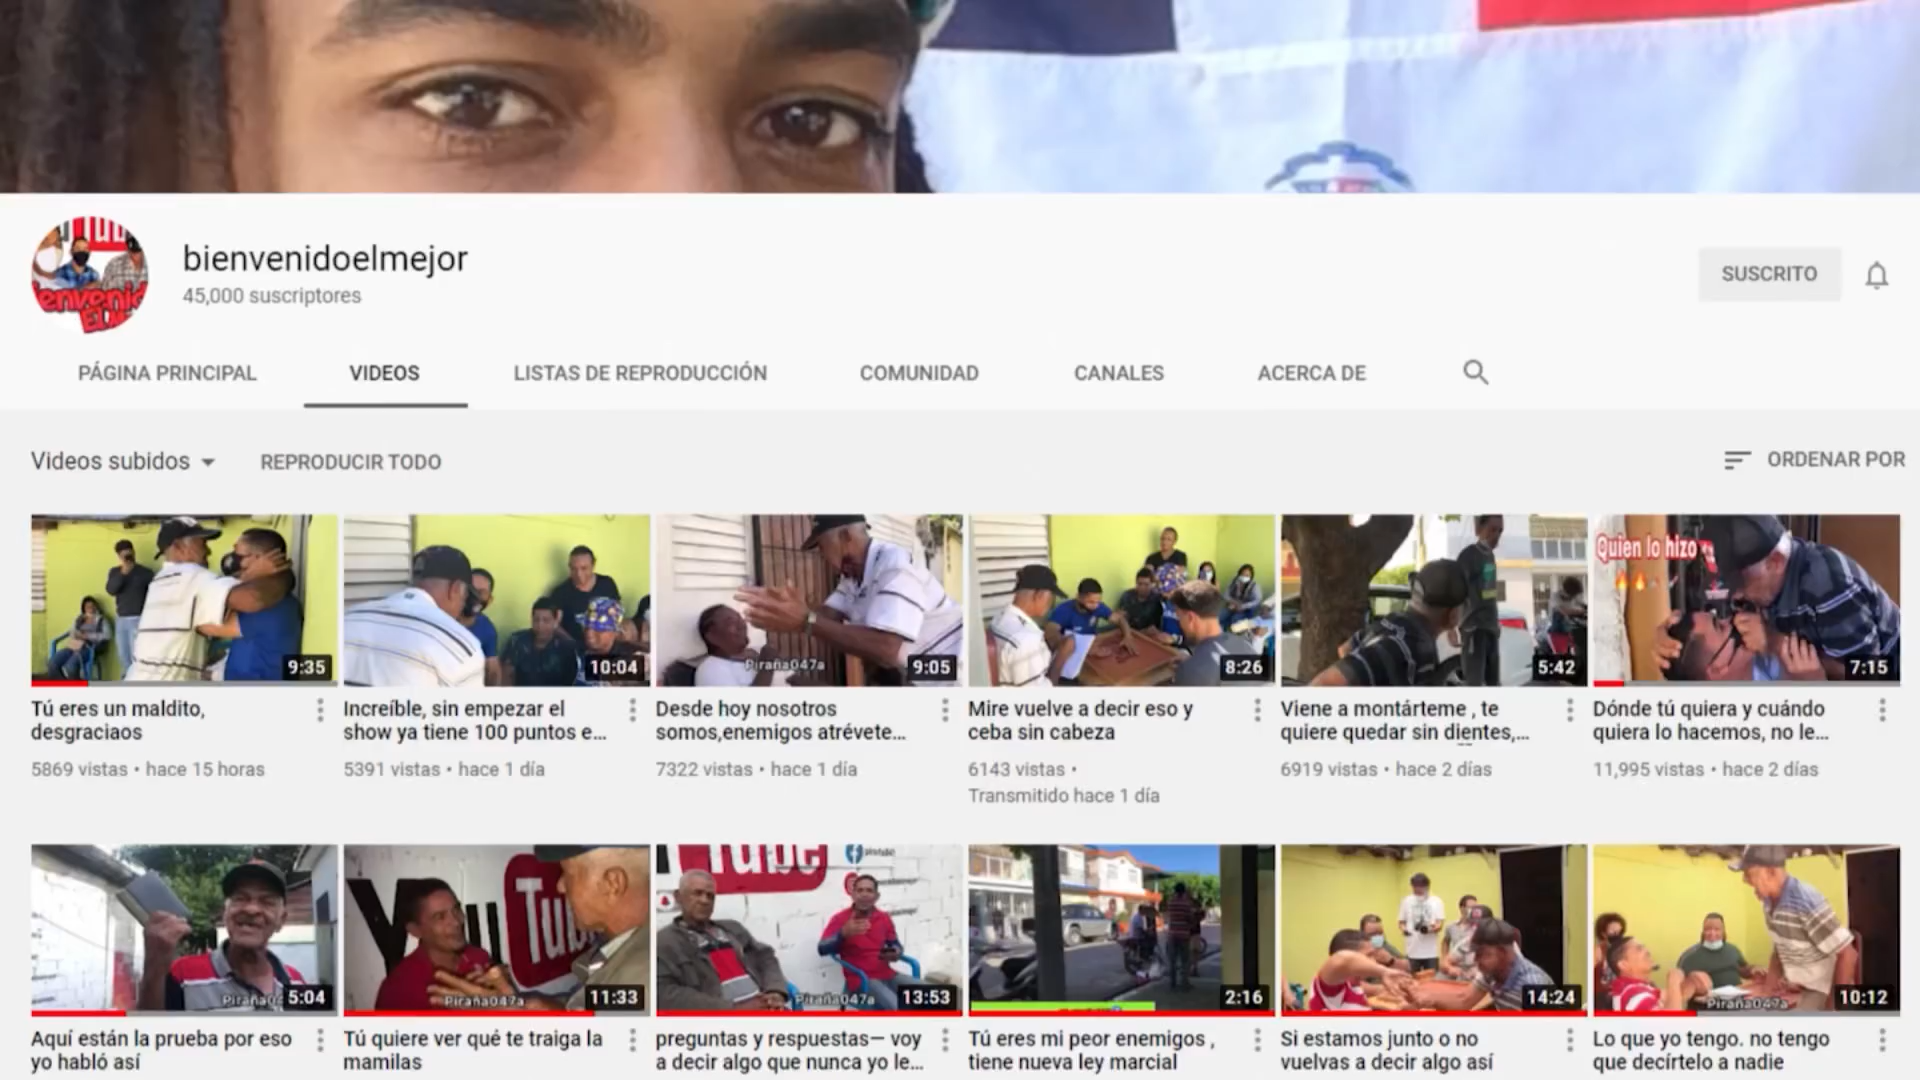 bienvenidoelmejor
45,000 suscriptores
SUSCRITO
PÁGINA PRINCIPAL VIDEOS LISTAS DE REPRODUCCIÓN COMUNIDAD CANALES ACERCA DE
Videos subidos REPRODUCIR TODO ORDENAR POR
9:35
10:04
Piraña047a 9:05
8:26
5:42
Quien lo hizo
7:15
Tú eres un maldito,
desgraciaos
5869 vistas • hace 15 horas
Increíble, sin empezar el
show ya tiene 100 puntos e...
5391 vistas • hace 1 día
Desde hoy nosotros
somos,enemigos atrévete...
7322 vistas • hace 1 día
Mire vuelve a decir eso y
ceba sin cabeza
6143 vistas •
Transmitido hace 1 día
Viene a montárteme , te
quiere quedar sin dientes,...
6919 vistas • hace 2 días
Dónde tú quiera y cuándo
quiera lo hacemos, no le...
11,995 vistas • hace 2 días
5:04
You Tube
Piraña047a 11:33
Tube
Piraña047a 13:53
2:16
14:24
Piraña047a 10:12
Aquí están la prueba por eso
yo habló así
Tú quiere ver qué te traiga la
mamilas
preguntas y respuestas— voy
a decir algo que nunca yo le...
Tú eres mi peor enemigos ,
tiene nueva ley marcial
Si estamos junto o no
vuelvas a decir algo así
Lo que yo tengo. no tengo
que decírtelo a nadie